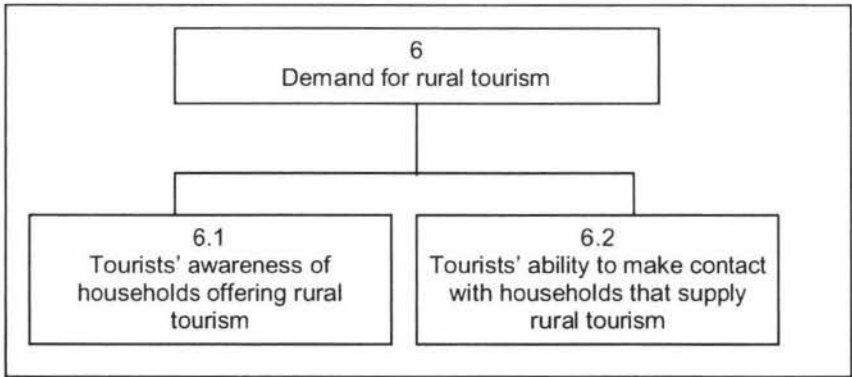 6
Demand for rural tourism
6.1
Tourists' awareness of
households offering rural
tourism
6.2
Tourists' ability to make contact
with households that supply
rural tourism